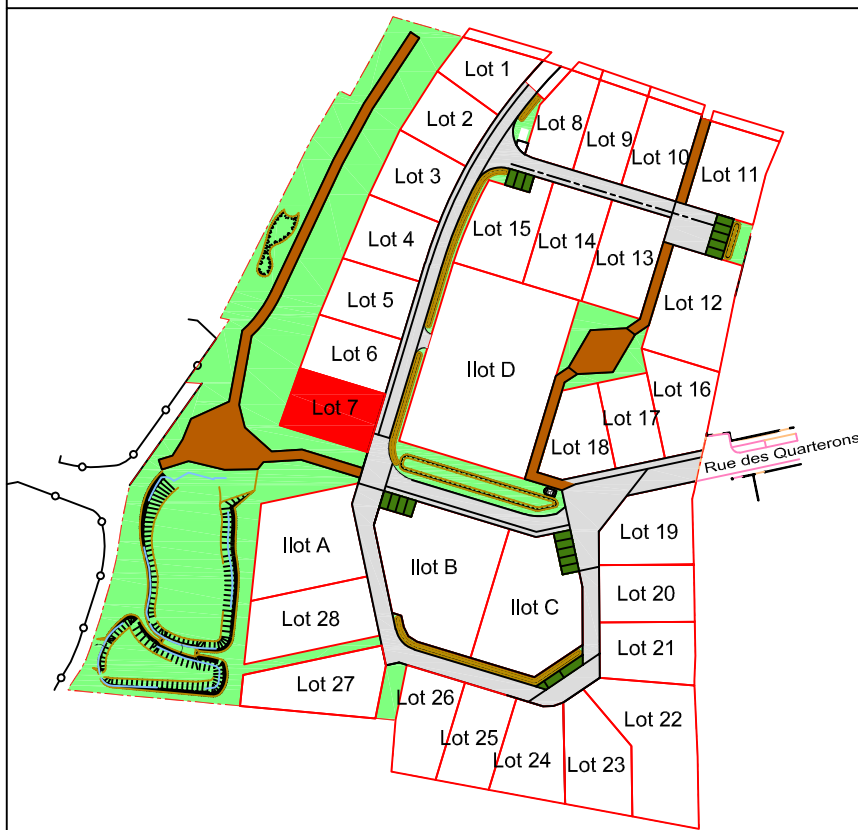 Lot 1
Lot 2
Lot 8
Lot 9
Lot 10
Lot 11
Lot 3
Lot 4
Lot 15
Lot 14
Lot 13
Lot 12
Lot 5
Lot 6
Ilot D
Lot 16
Lot 7
Lot 17
Lot 18
Rue des Quarterons
Lot 19
Ilot A
Ilot B
Ilot C
Lot 20
Lot 28
Lot 21
Lot 27
Lot 26
Lot 25
Lot 24
Lot 23
Lot 22